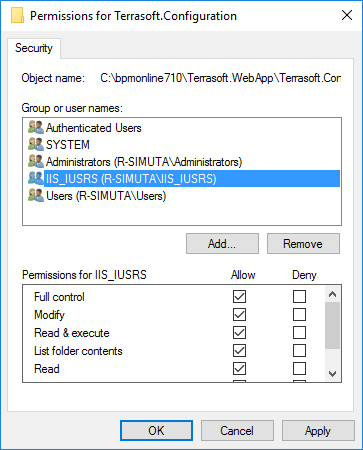 Permissions for Terrasoft.Configuration
Security
Object name: C:\bpmonline710\Terrasoft.WebApp\Terrasoft.Con
Group or user names:
Authenticated Users
SYSTEM
Administrators (R-SIMUTA\Administrators)
IIS_IUSRS (R-SIMUTA\IIS_IUSRS)
Users (R-SIMUTA\Users)
Add... Remove
Permissions for IIS_IUSRS Allow Deny
Full control
Modify
Read & execute
List folder contents
Read
OK Cancel Apply